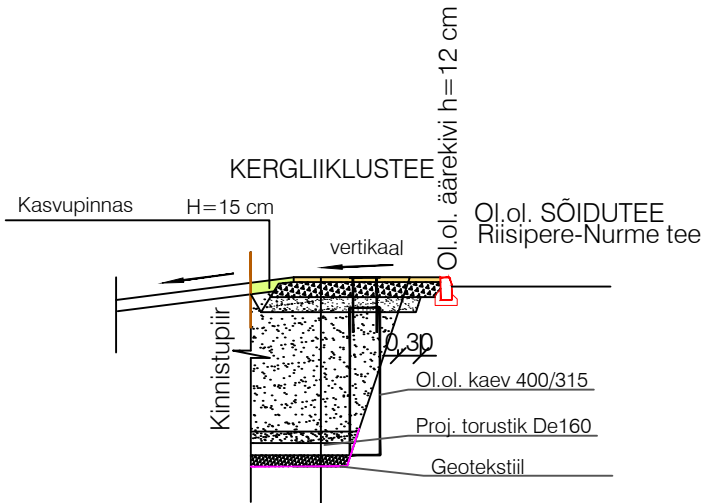 Ol.ol. äärekivi h=12 cm
KERGLIIKLUSTEE
Kasvupinnas
H=15 cm
Ol.ol. SÕIDUTEE
Riisipere-Nurme tee
vertikaal
Kinnistupiir
0,30
Ol.ol. kaev 400/315
Proj. torustik De160
Geotekstiil